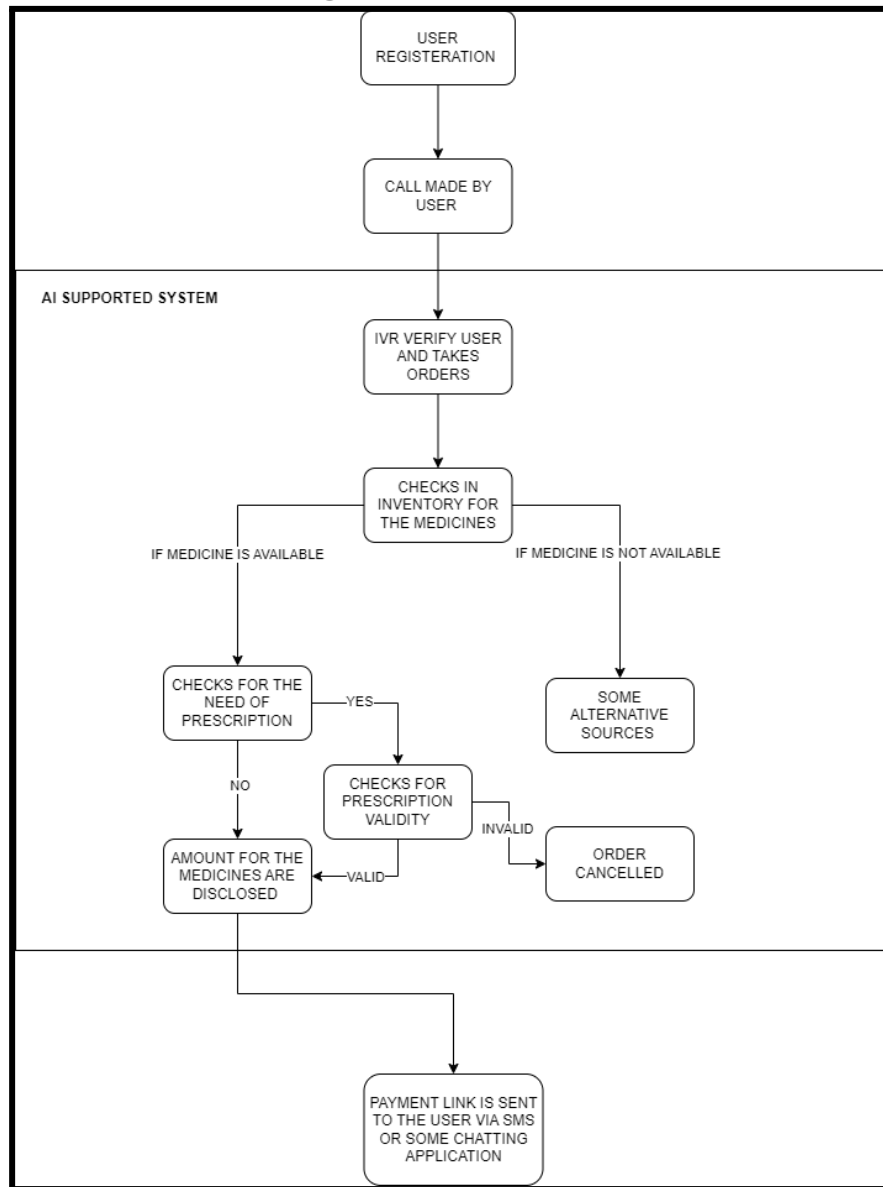 USER
REGISTERATION
CALL MADE BY
USER
AI SUPPORTED SYSTEM
IVR VERIFY USER
AND TAKES
ORDERS
CHECKS IN
INVENTORY FOR
THE MEDICINES
IF MEDICINE IS AVAILABLE
IF MEDICINE IS NOT AVAILABLE
CHECKS FOR THE
NEED OF
PRESCRIPTION
YES
SOME
ALTERNATIVE
SOURCES
NO
CHECKS FOR
PRESCRIPTION
VALIDITY
INVALID
ORDER
CANCELLED
AMOUNT FOR THE
MEDICINES ARE
DISCLOSED
VALID
PAYMENT LINK IS SENT
TO THE USER VIA SMS
OR SOME CHATTING
APPLICATION